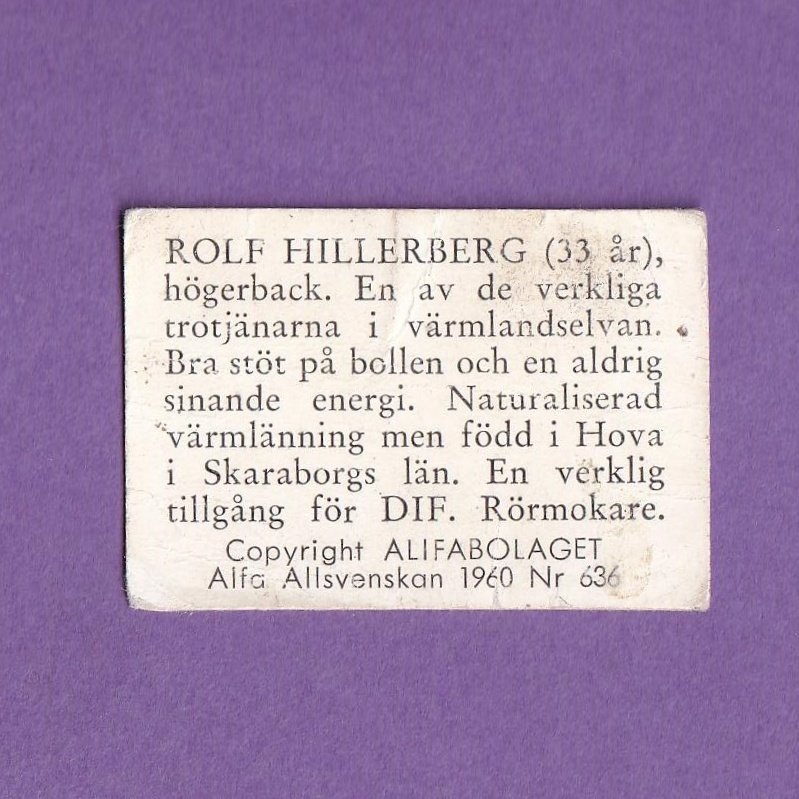 ROLF HILLERBERG (33 år),
högerback. En av de verkliga
trotjänarna i värmlandselvan.
Bra stöt på bollen och en aldrig
sinande energi. Naturaliserad
värmlänning men född i Hova
i Skaraborgs län. En verklig
tillgång för DIF. Rörmokare.
Copyright ALIFABOLAGET
Alfa Allsvenskan 1960 Nr 636